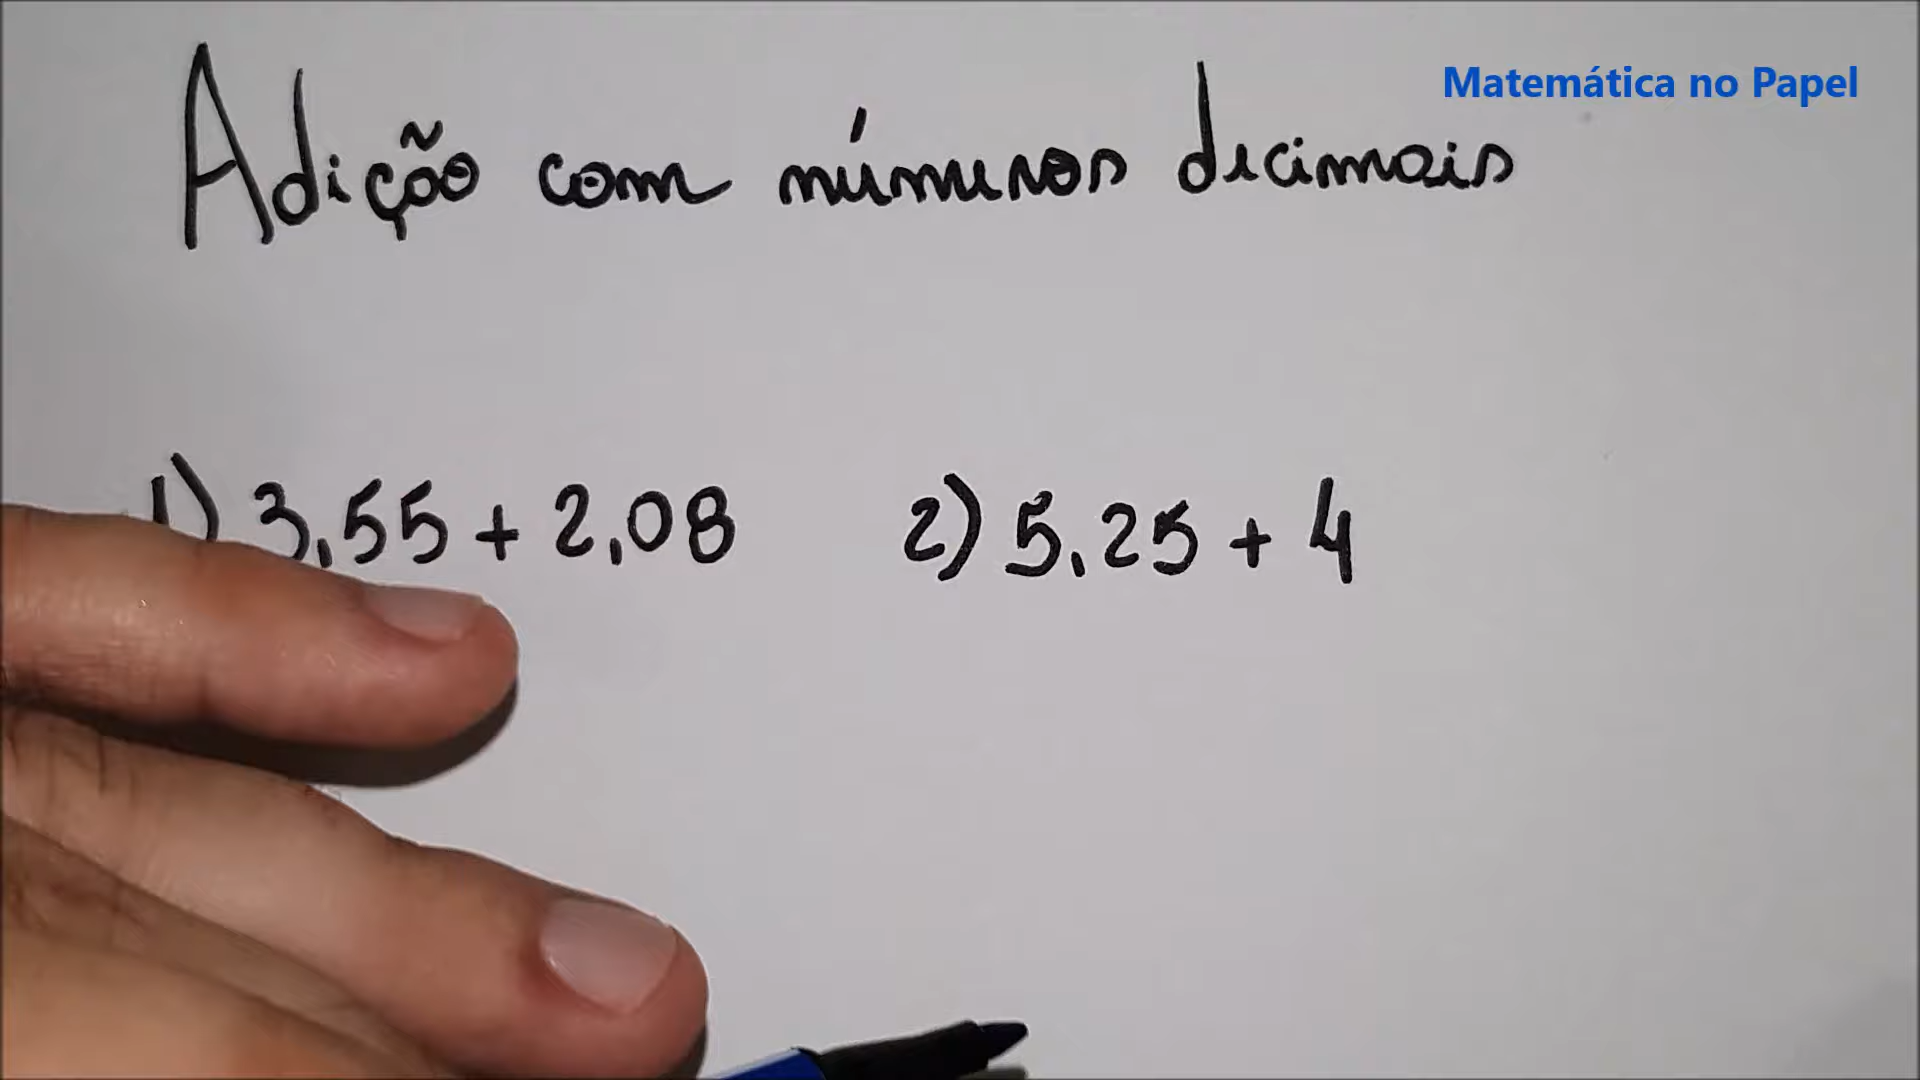 Matemática no Papel
Adição com números decimais
1) 3,55 + 2,08 2) 5,25 + 4